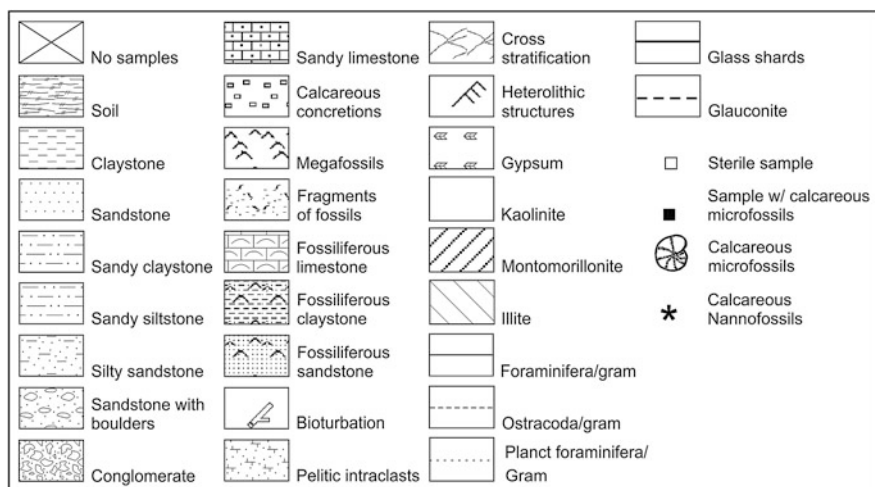 No samples
Soil
Claystone
Sandstone
Sandy claystone
Sandy siltstone
Silty sandstone
Sandstone with
boulders
Conglomerate
Sandy limestone
Calcareous
concretions
Megafossils
Fragments
of fossils
Fossiliferous
limestone
Fossiliferous
claystone
Fossiliferous
sandstone
Bioturbation
Pelitic intraclasts
Cross
stratification
Heterolithic
structures
Gypsum
Kaolinite
Montomorillonite
Illite
Foraminifera/gram
Ostracoda/gram
Planct foraminifera/
Gram
Glass shards
Glauconite
Sterile sample
Sample w/ calcareous
microfossils
Calcareous
microfossils
Calcareous
Nannofossils